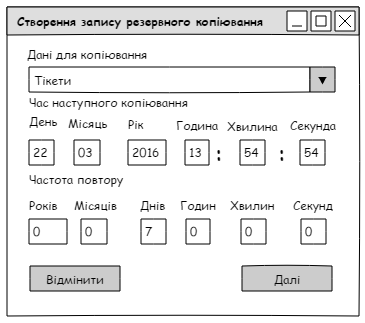 Створення запису резервного копіювання
Дані для копіювання
Тікети
Час наступного копіювання
День Місяць Рік Година Хвилина Секунда
22 03 2016 13 : 54 : 54
Частота повтору
Років Місяців Днів Годин Хвилин Секунд
0 0 7 0 0 0
Відмінити Далі